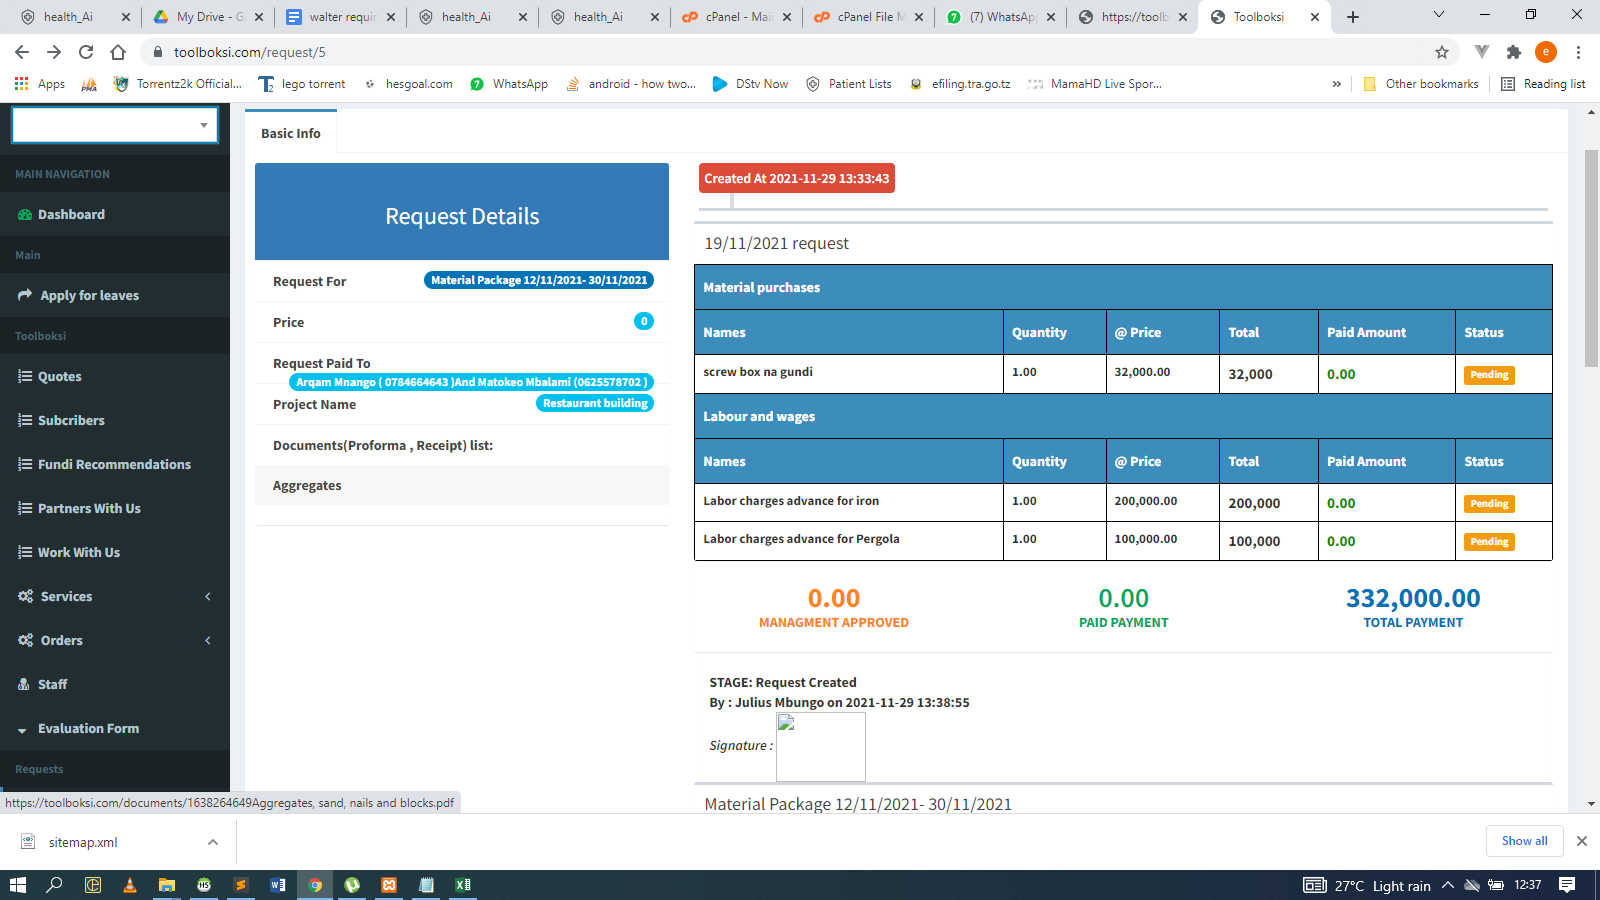 health_Ai
My Drive - G
walter requir
health_Ai
health_Ai
cPanel - Mai
cPanel File M
(7) WhatsAp
https://toolb
Toolboksi
toolboksi.com/request/5
e
Apps
PMA
Torrentz2k Official...
lego torrent
hesgoal.com
7
WhatsApp
android - how two...
DStv Now
Patient Lists
efiling.tra.go.tz
MamaHD Live Spor...
»
Other bookmarks
Reading list
MAIN NAVIGATION
Dashboard
Main
Apply for leaves
Toolboksi
Quotes
Subcribers
Fundi Recommendations
Partners With Us
Work With Us
Services
Orders
Staff
Evaluation Form
Requests
Basic Info
Request Details
Request For Material Package 12/11/2021- 30/11/2021
Price 0
Request Paid To
Arqam Mnango ( 0784664643 )And Matokeo Mbalami (0625578702 )
Project Name Restaurant building
Documents(Proforma , Receipt) list:
Aggregates
Created At 2021-11-29 13:33:43
19/11/2021 request
Material purchases
Names Quantity @ Price Total Paid Amount Status
screw box na gundi 1.00 32,000.00 32,000 0.00 Pending
Labour and wages
Names Quantity @ Price Total Paid Amount Status
Labor charges advance for iron 1.00 200,000.00 200,000 0.00 Pending
Labor charges advance for Pergola 1.00 100,000.00 100,000 0.00 Pending
0.00 0.00 332,000.00
MANAGMENT APPROVED PAID PAYMENT TOTAL PAYMENT
STAGE: Request Created
By : Julius Mbungo on 2021-11-29 13:38:55
Signature :
Material Package 12/11/2021- 30/11/2021
https://toolboksi.com/documents/1638264649Aggregates, sand, nails and blocks.pdf
sitemap.xml
Show all
27°C Light rain 12:37